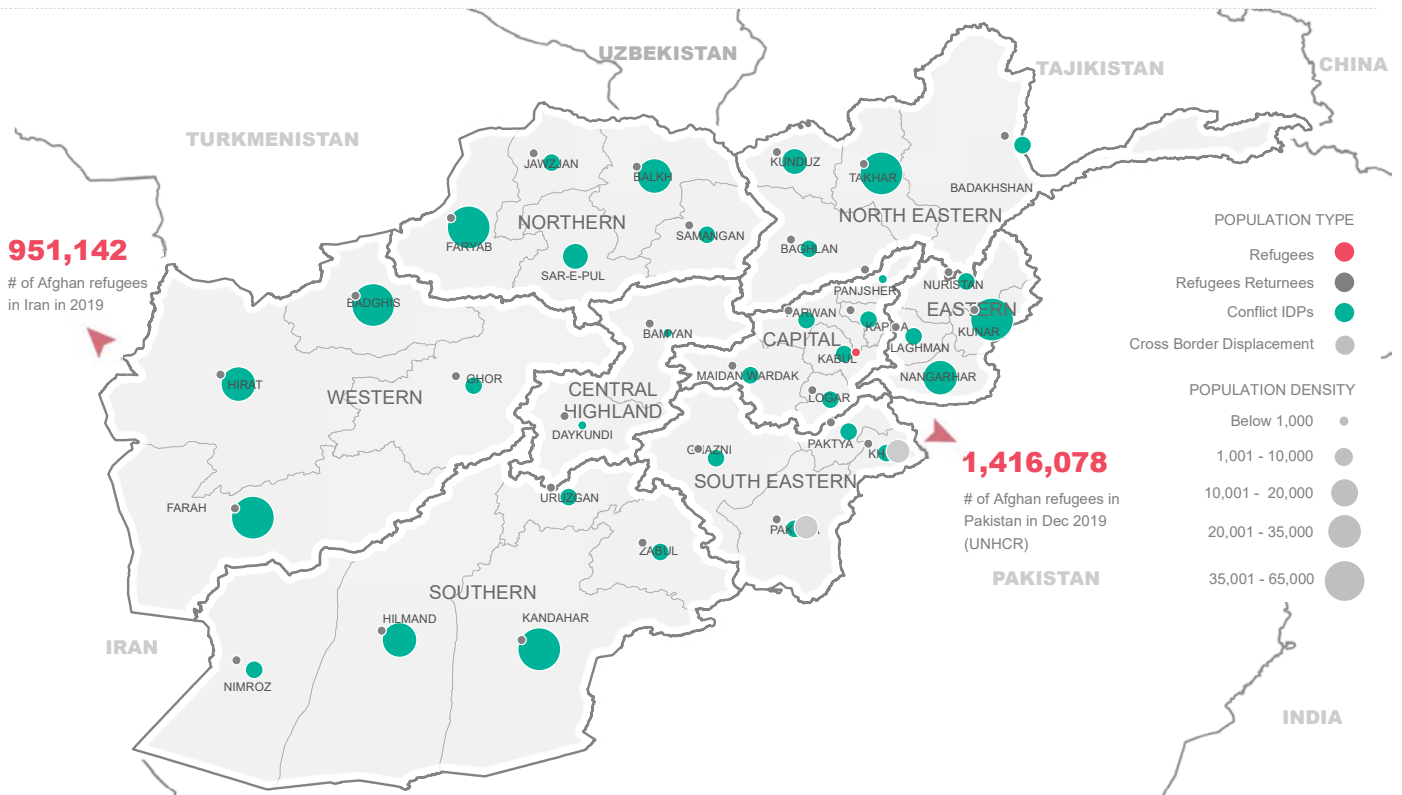 UZBEKISTAN
TAJIKISTAN
CHINA
TURKMENISTAN
JAWZJAN
BALKH
KUNDUZ
TAKHAR
BADAKHSHAN
NORTHERN
NORTH EASTERN
FARYAB
SAMANGAN
BAGHLAN
SAR-E-PUL
951,142
# of Afghan refugees
in Iran in 2019
BADGHIS
PANJSHER
NURISTAN
EASTERN
PARWAN
KAPISA
KUNAR
BAMYAN
CAPITAL
KABUL
LAGHMAN
HIRAT
GHOR
WESTERN
CENTRAL
HIGHLAND
MAIDAN WARDAK
NANGARHAR
LOGAR
DAYKUNDI
PAKTYA
GHAZNI
SOUTH EASTERN
URUZGAN
FARAH
ZABUL
1,416,078
# of Afghan refugees in
Pakistan in Dec 2019
(UNHCR)
PAKISTAN
SOUTHERN
HILMAND
KANDAHAR
IRAN
NIMROZ
INDIA
POPULATION TYPE
Refugees
Refugees Returnees
Conflict IDPs
Cross Border Displacement
POPULATION DENSITY
Below 1,000
1,001 - 10,000
10,001 - 20,000
20,001 - 35,000
35,001 - 65,000